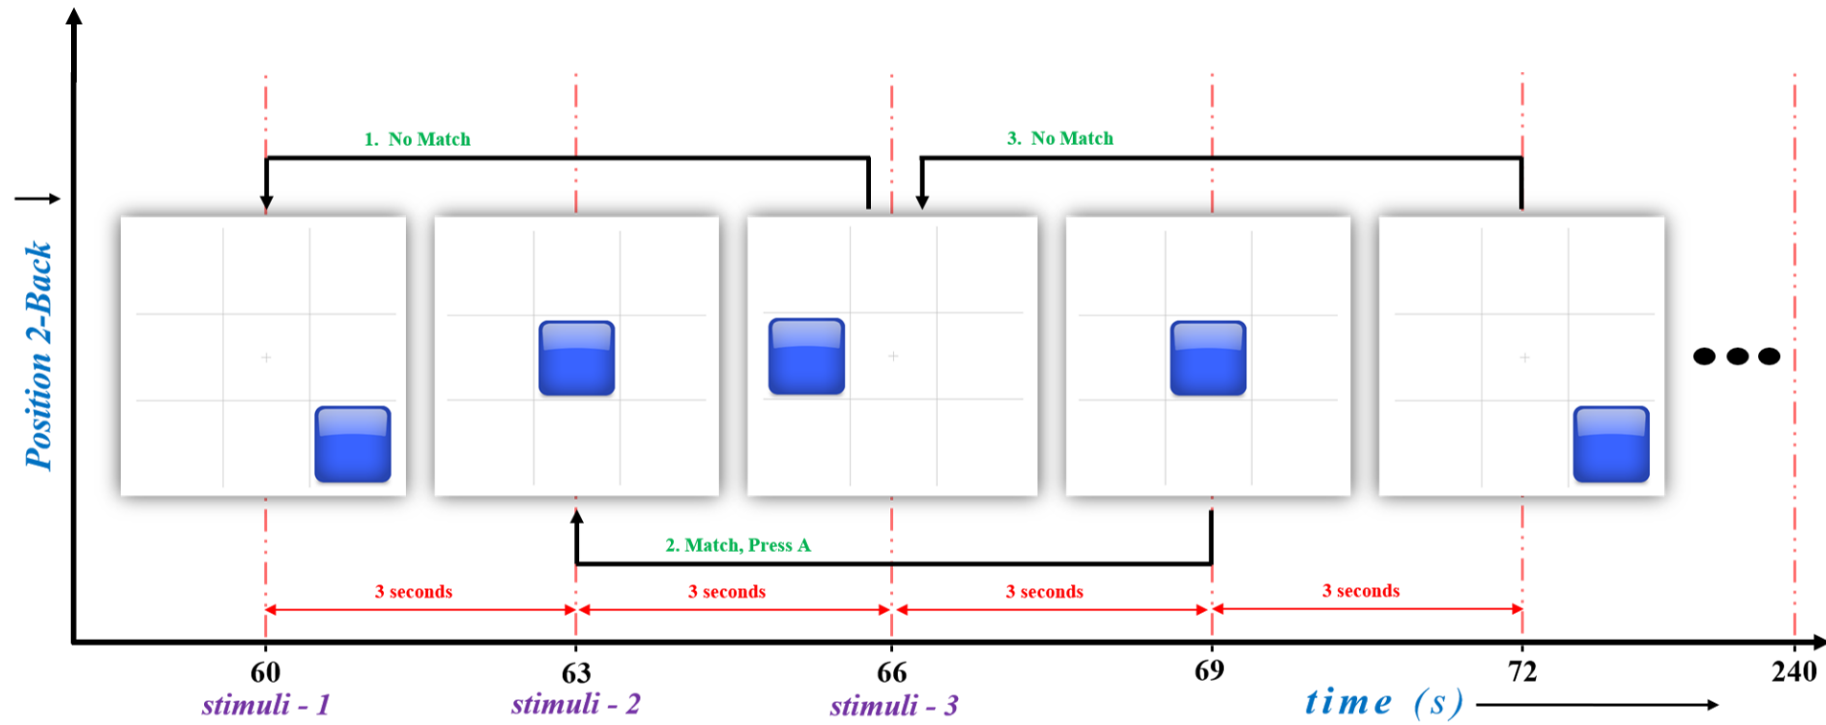 1. No Match
3. No Match
Position 2-Back
2. Match, Press A
3 seconds
3 seconds
3 seconds
3 seconds
60
63
66
69
72
240
stimuli - 1
stimuli - 2
stimuli - 3
time (s)